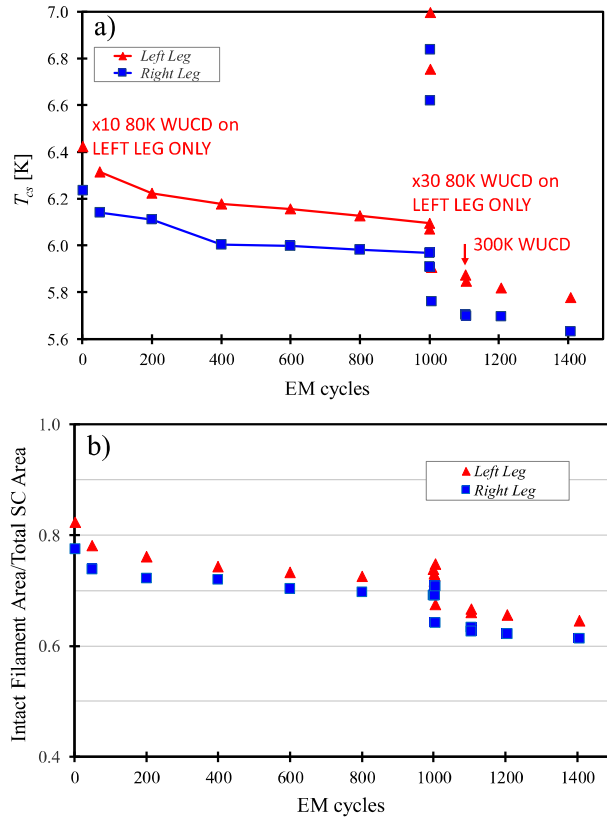 a)
7.0
6.8
6.6
6.4
6.2
6.0
5.8
5.6
T_cs [K]
Left Leg
Right Leg
x10 80K WUCD on
LEFT LEG ONLY
x30 80K WUCD on
LEFT LEG ONLY
300K WUCD
0 200 400 600 800 1000 1200 1400
EM cycles
b)
1.0
0.8
0.6
0.4
Intact Filament Area/Total SC Area
Left Leg
Right Leg
0 200 400 600 800 1000 1200 1400
EM cycles